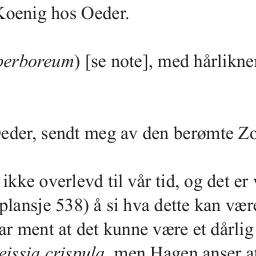 Koenig hos Oeder.
perboreum) [se note], med hårlikne
eder, sendt meg av den berømte Zo
ikke overlevd til vår tid, og det er v
plansje 538) å si hva dette kan være
ar ment at det kunne være et dårlig
eissia crispula, men Hagen anser at